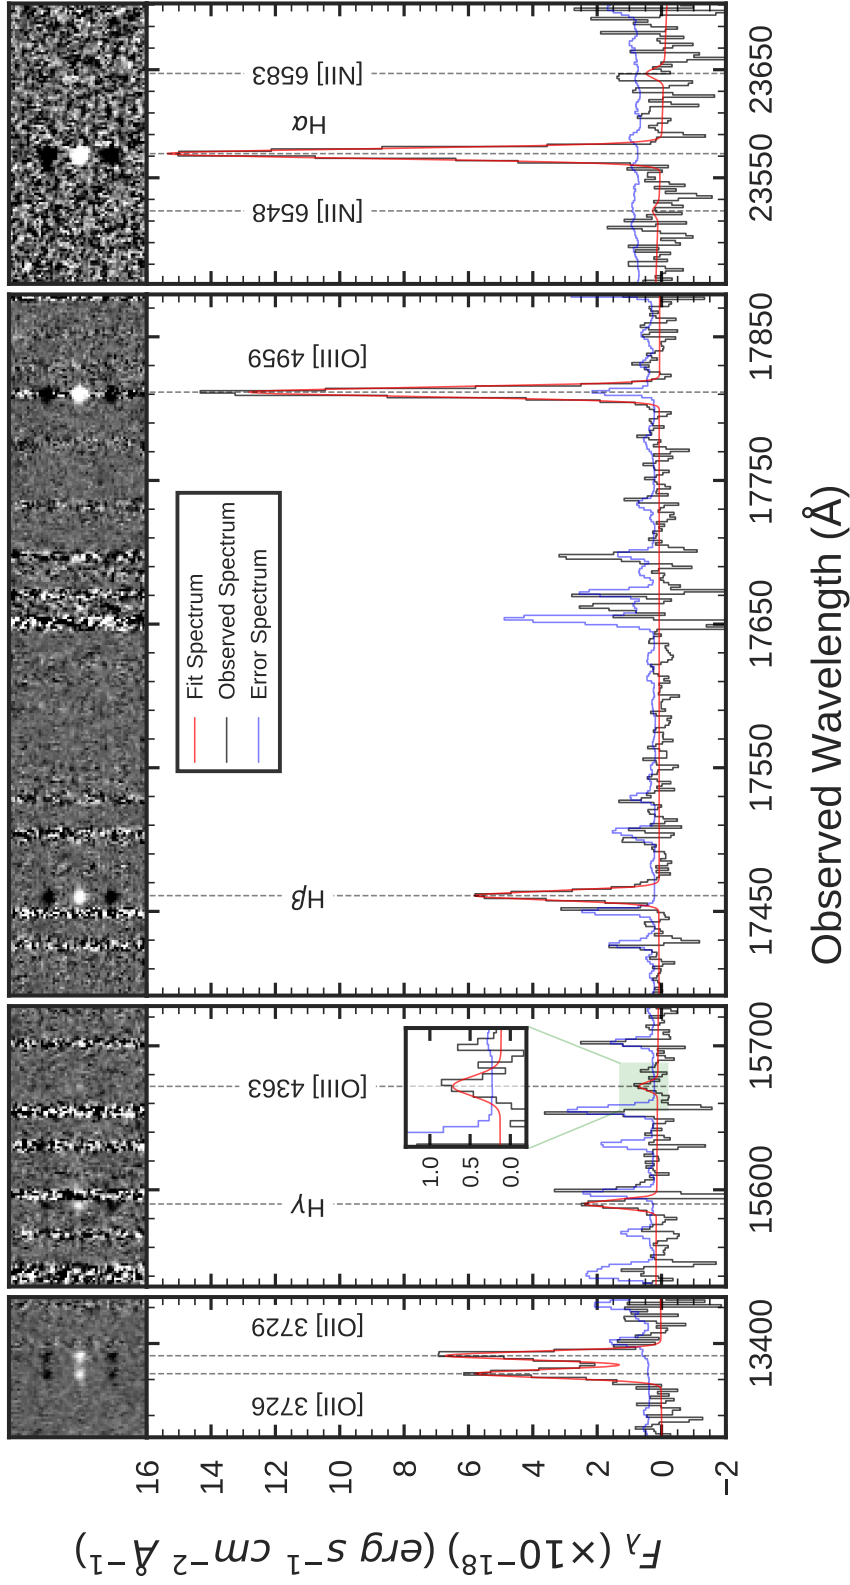 F_λ (×10⁻¹⁸) (erg s⁻¹ cm⁻² Å⁻¹)
16
14
12
10
8
6
4
2
0
−2
[OII] 3726
[OII] 3729
13400
Hγ
[OIII] 4363
1.0
0.5
0.0
15600
15700
Hβ
Fit Spectrum
Observed Spectrum
Error Spectrum
[OIII] 4959
17450
17550
17650
17750
17850
[NII] 6548
Hα
[NII] 6583
23550
23650
Observed Wavelength (Å)